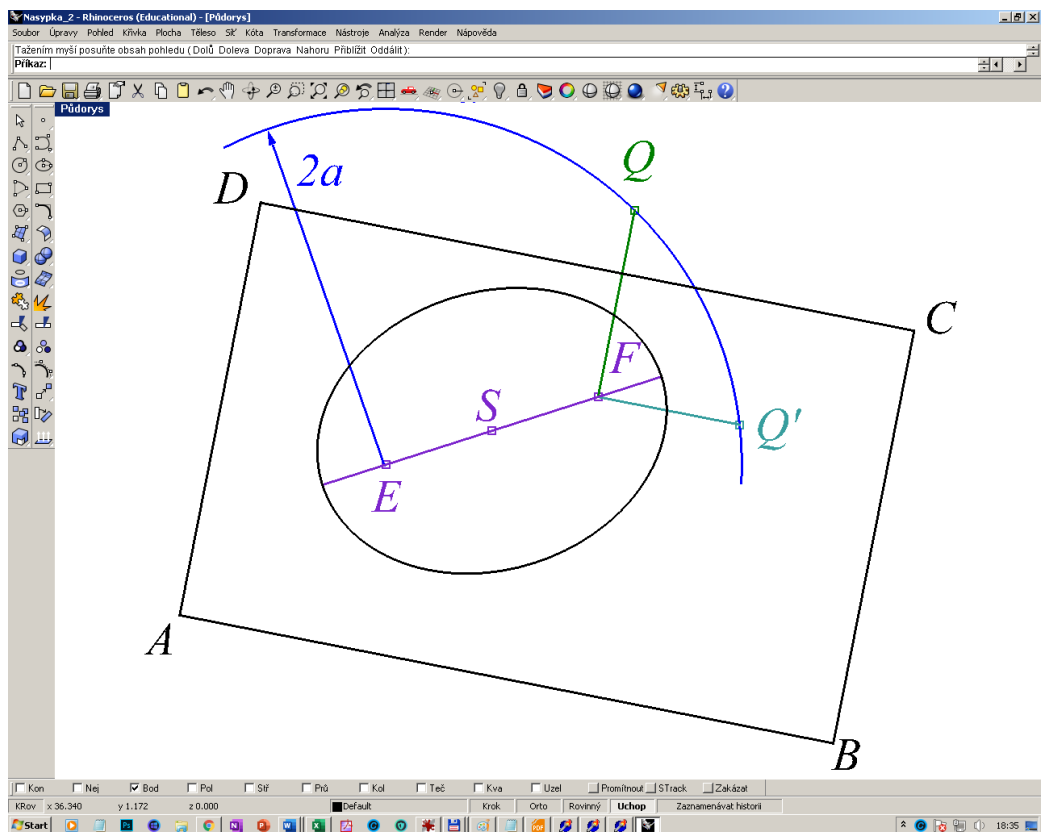 Nasypka_2 - Rhinoceros (Educational) - [Půdorys]
Soubor Úpravy Pohled Křivka Plocha Těleso Síť Kóta Transformace Nástroje Analýza Render Nápověda
Tažením myší posuňte obsah pohledu ( Dolů Doleva Doprava Nahoru Přiblížit Oddálit ):
Příkaz:
Půdorys
Q
2a
D
C
F
S
Q'
E
A
B
Kon Nej Bod Pol Stř Prů Kol Teč Kva Uzel Promítnout STrack Zakázat
KRov x 36.340 y 1.172 z 0.000 Default Krok Orto Rovinný Uchop Zaznamenávat historii
Start 18:35